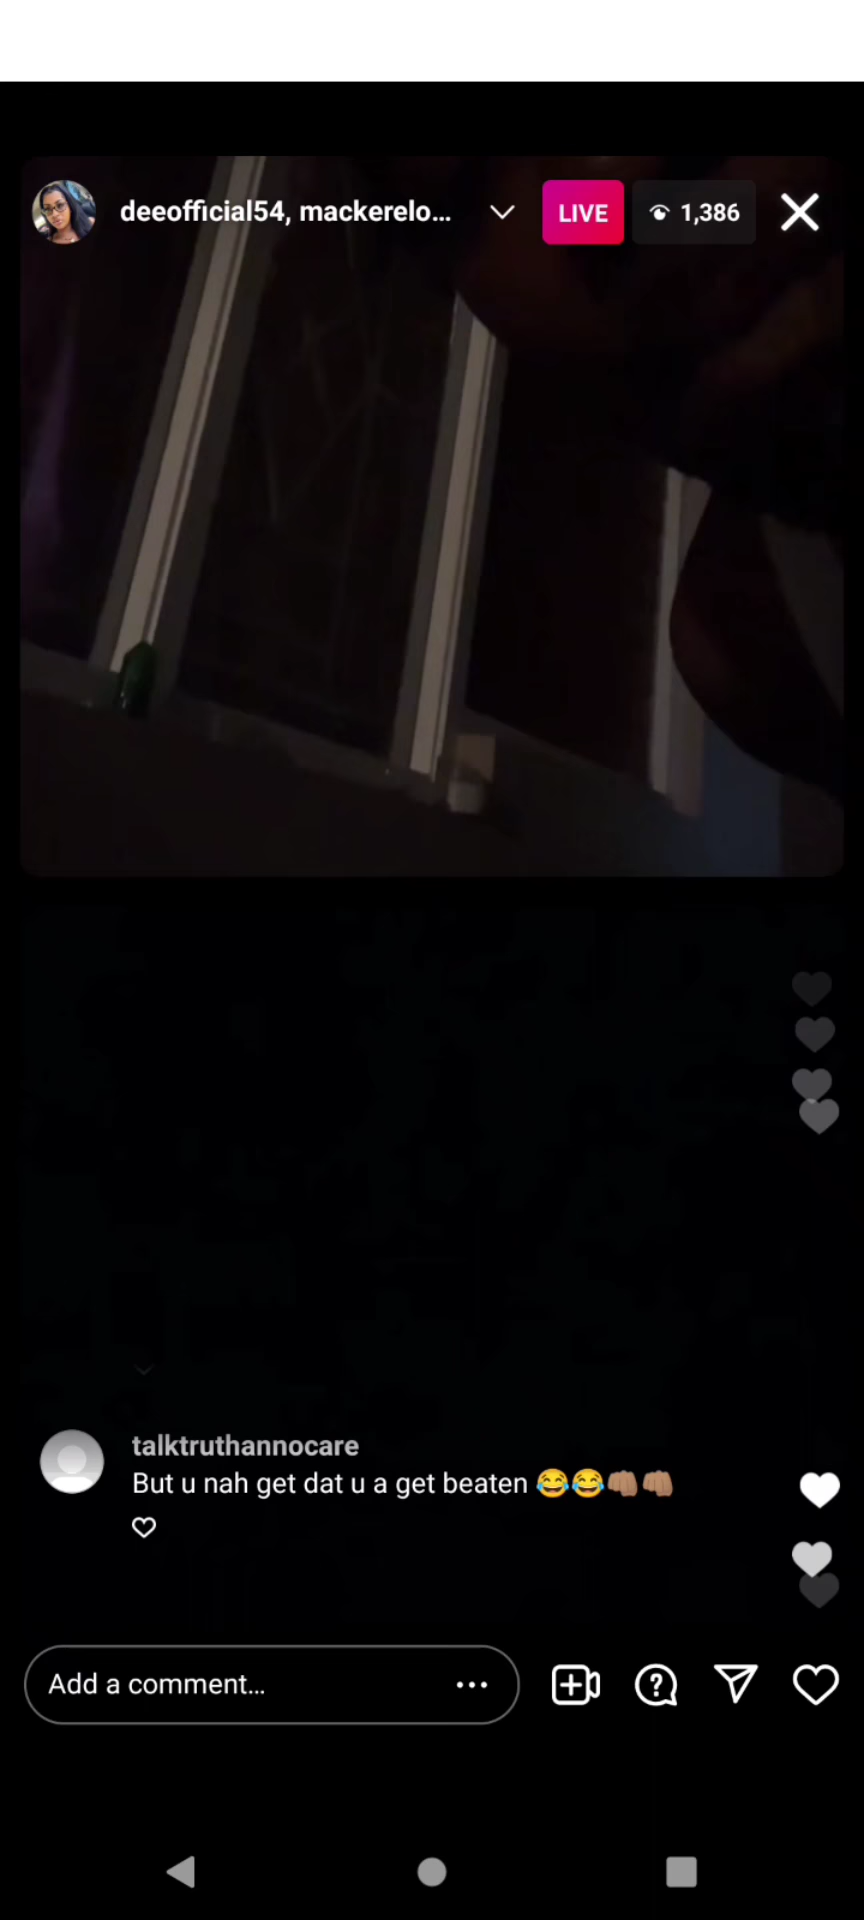 deeofficial54, mackerelo...
LIVE
1,386
talktruthannocare
But u nah get dat u a get beaten 😂😂👊🏽👊🏽
Add a comment...